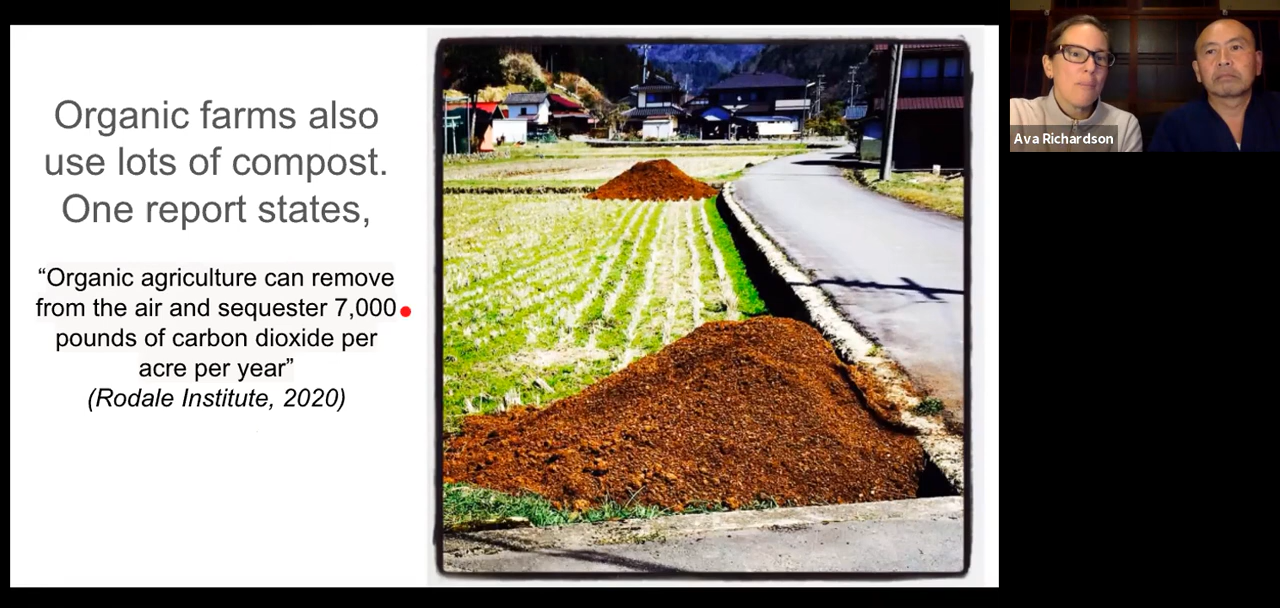 Organic farms also
use lots of compost.
One report states,
“Organic agriculture can remove
from the air and sequester 7,000
pounds of carbon dioxide per
acre per year”
(Rodale Institute, 2020)
Ava Richardson